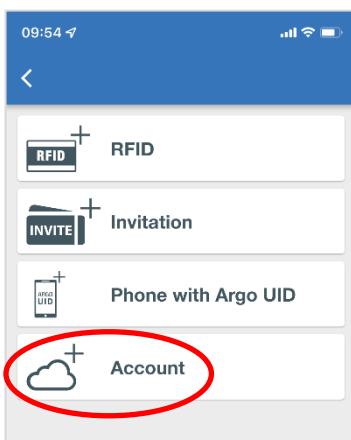 09:54
RFID
RFID
INVITE
Invitation
ARGO
UID
Phone with Argo UID
Account